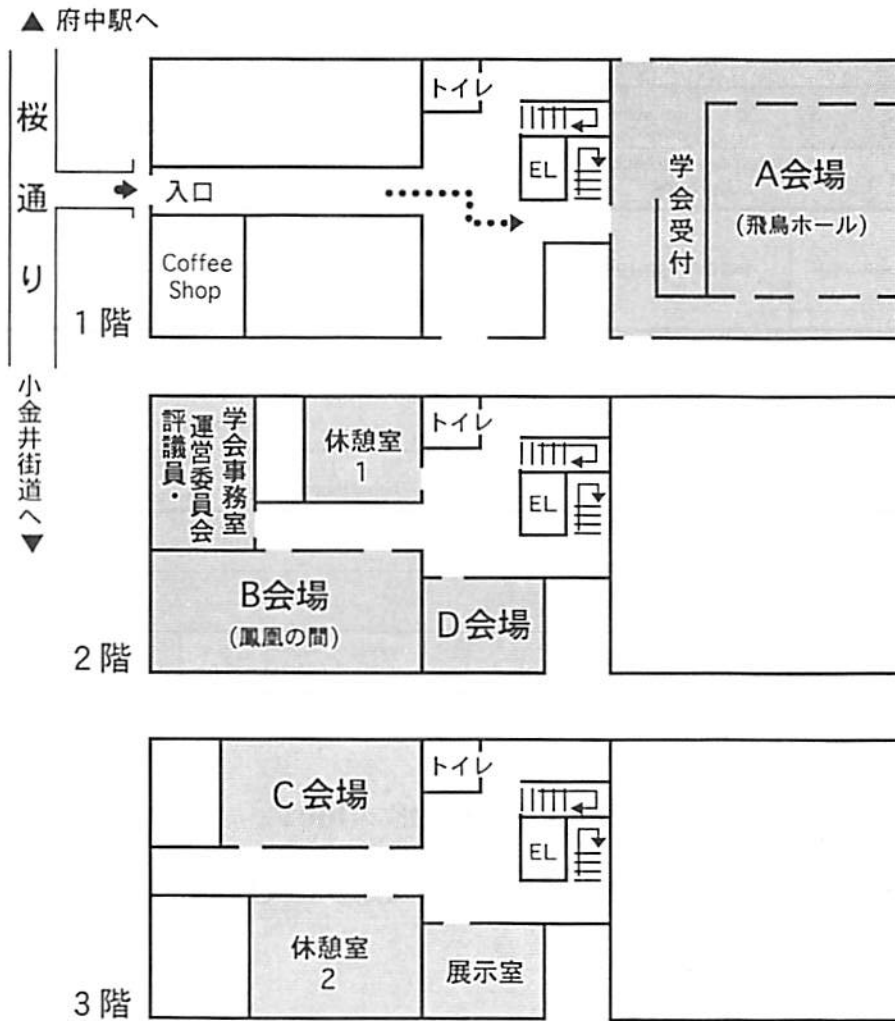 ▲ 府中駅へ
桜通り
小金井街道へ▼
トイレ
入口
EL
学会受付
A会場
(飛鳥ホール)
Coffee
Shop
1階
学会事務室
運営委員会
評議員・
休憩室
1
トイレ
EL
B会場
(鳳凰の間)
D会場
2階
C会場
トイレ
EL
休憩室
2
展示室
3階